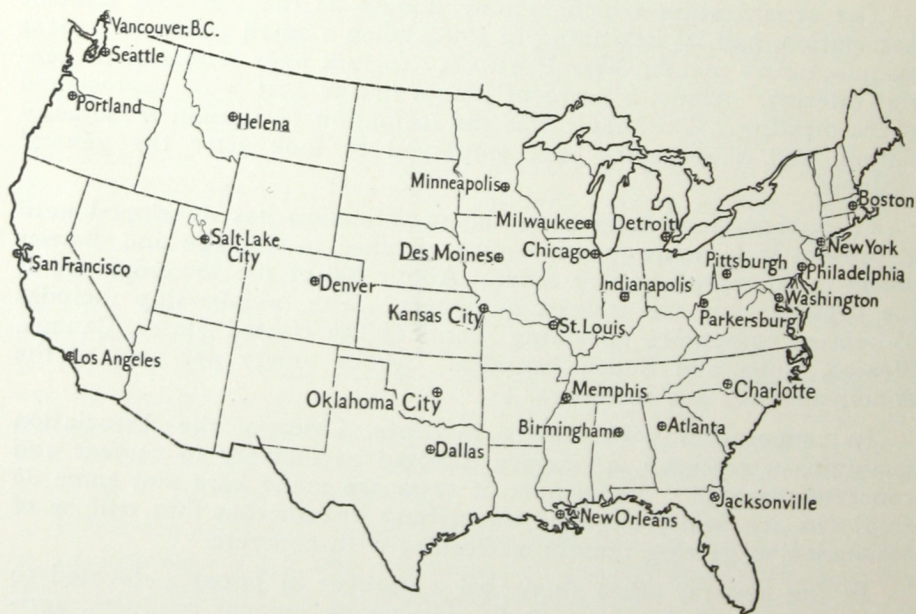 Vancouver, B.C.
Seattle
Portland
Helena
Minneapolis
Milwaukee
Detroit
Boston
Salt Lake
City
Des Moines
Chicago
New York
San Francisco
Denver
Indianapolis
Pittsburgh
Philadelphia
Kansas City
St. Louis
Parkersburg
Washington
Los Angeles
Oklahoma City
Memphis
Charlotte
Birmingham
Atlanta
Dallas
New Orleans
Jacksonville